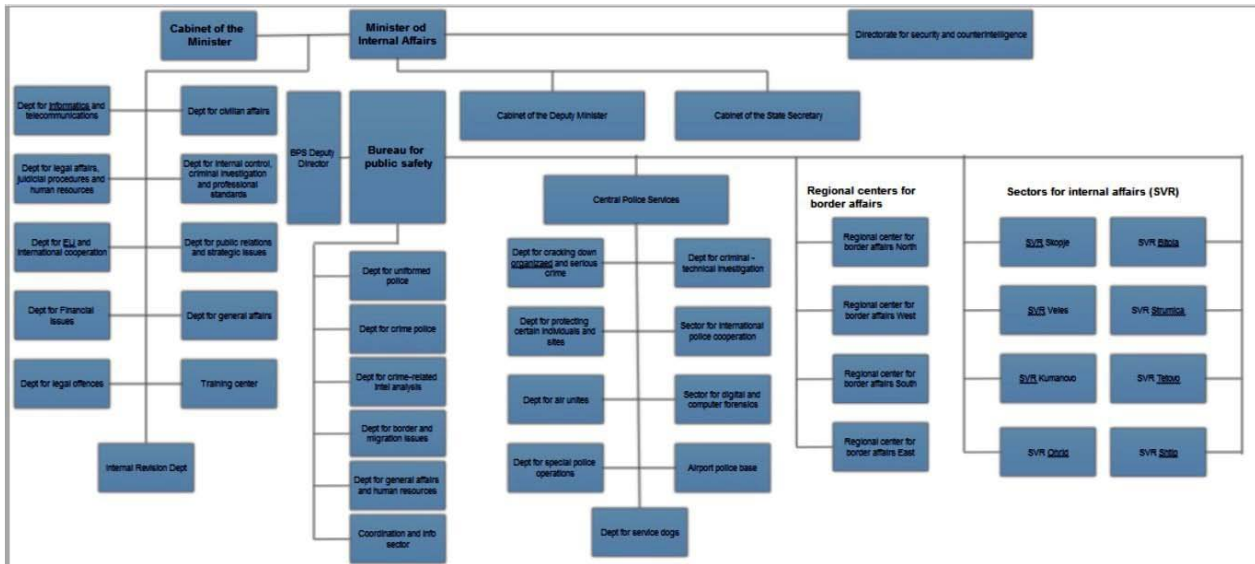 Cabinet of the
Minister
Minister od
Internal Affairs
Directorate for security and counterintelligence
Dept for Informatics and
telecommunications
Dept for civilian affairs
BPS Deputy
Director
Bureau for
public safety
Cabinet of the Deputy Minister
Cabinet of the State Secretary
Dept for legal affairs,
juidicial procedures and
human resources
Dept for internal control,
criminal investigation
and professional
standards
Central Police Services
Regional centers for
border affairs
Sectors for internal affairs (SVR)
Dept for EU and
international cooperation
Dept for public relations
and strategic issues
Dept for Financial
issues
Dept for general affairs
Dept for legal offences
Training center
Internal Revision Dept
Dept for uniformed
police
Dept for crime police
Dept for crime-related
intel analysis
Dept for border and
migration issues
Dept for general affairs
and human resources
Coordination and info
sector
Dept for cracking down
organizaed and serious
crime
Dept for criminal -
technical investigation
Dept for protecting
certain individuals and
sites
Sector for international
police cooperation
Dept for air unites
Sector for digital and
computer forensics
Dept for special police
operations
Airport police base
Dept for service dogs
Regional center for
border affairs North
Regional center for
border affairs West
Regional center for
border affairs South
Regional center for
border affairs East
SVR Skopje
SVR Bitola
SVR Veles
SVR Strumica
SVR Kumanovo
SVR Tetovo
SVR Ohrid
SVR Shtip